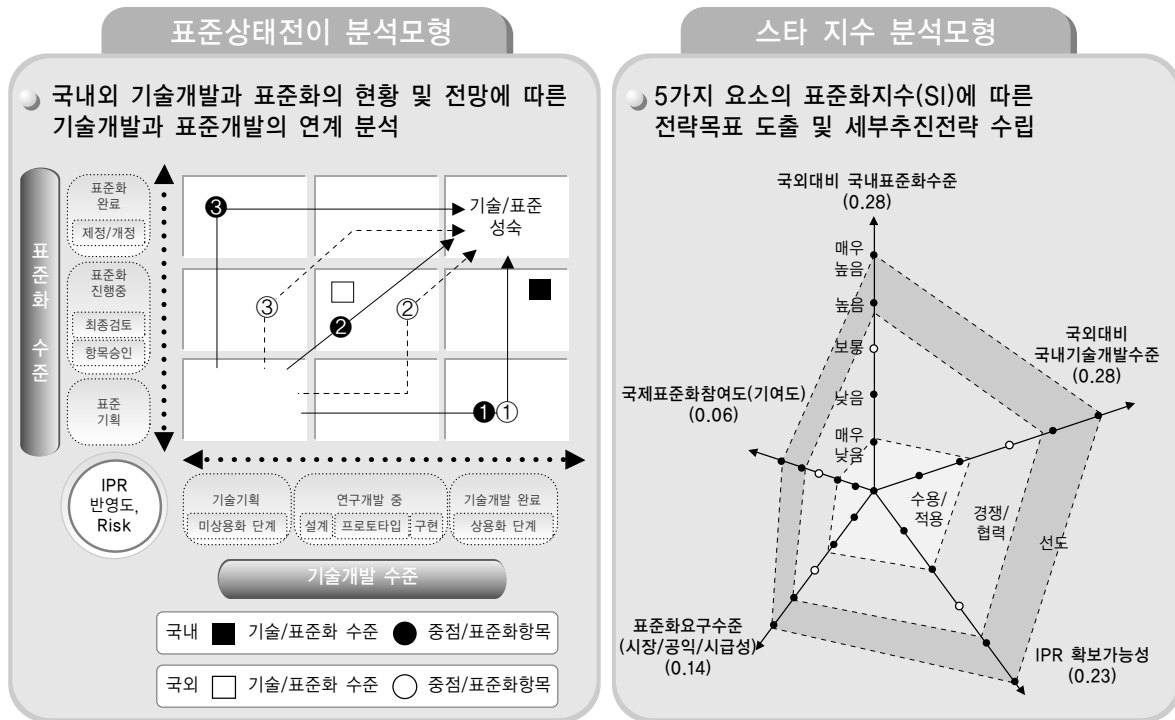 표준상태전이 분석모형
국내외 기술개발과 표준화의 현황 및 전망에 따른
기술개발과 표준개발의 연계 분석
표준화 수준
표준화
완료
제정/개정
표준화
진행중
최종검토
항목승인
표준
기획
3
기술/표준
성숙
3
2
2
1
1
IPR
반영도,
Risk
기술기획
미상용화 단계
연구개발 중
설계
프로토타입
구현
기술개발 완료
상용화 단계
기술개발 수준
국내 기술/표준화 수준 중점/표준화항목
국외 기술/표준화 수준 중점/표준화항목
스타 지수 분석모형
5가지 요소의 표준화지수(SI)에 따른
전략목표 도출 및 세부추진전략 수립
국외대비 국내표준화수준
(0.28)
매우
높음
높음
보통
낮음
매우
낮음
국외대비
국내기술개발수준
(0.28)
국제표준화참여도(기여도)
(0.06)
수용/
적용
경쟁/
협력
선도
표준화요구수준
(시장/공익/시급성)
(0.14)
IPR 확보가능성
(0.23)